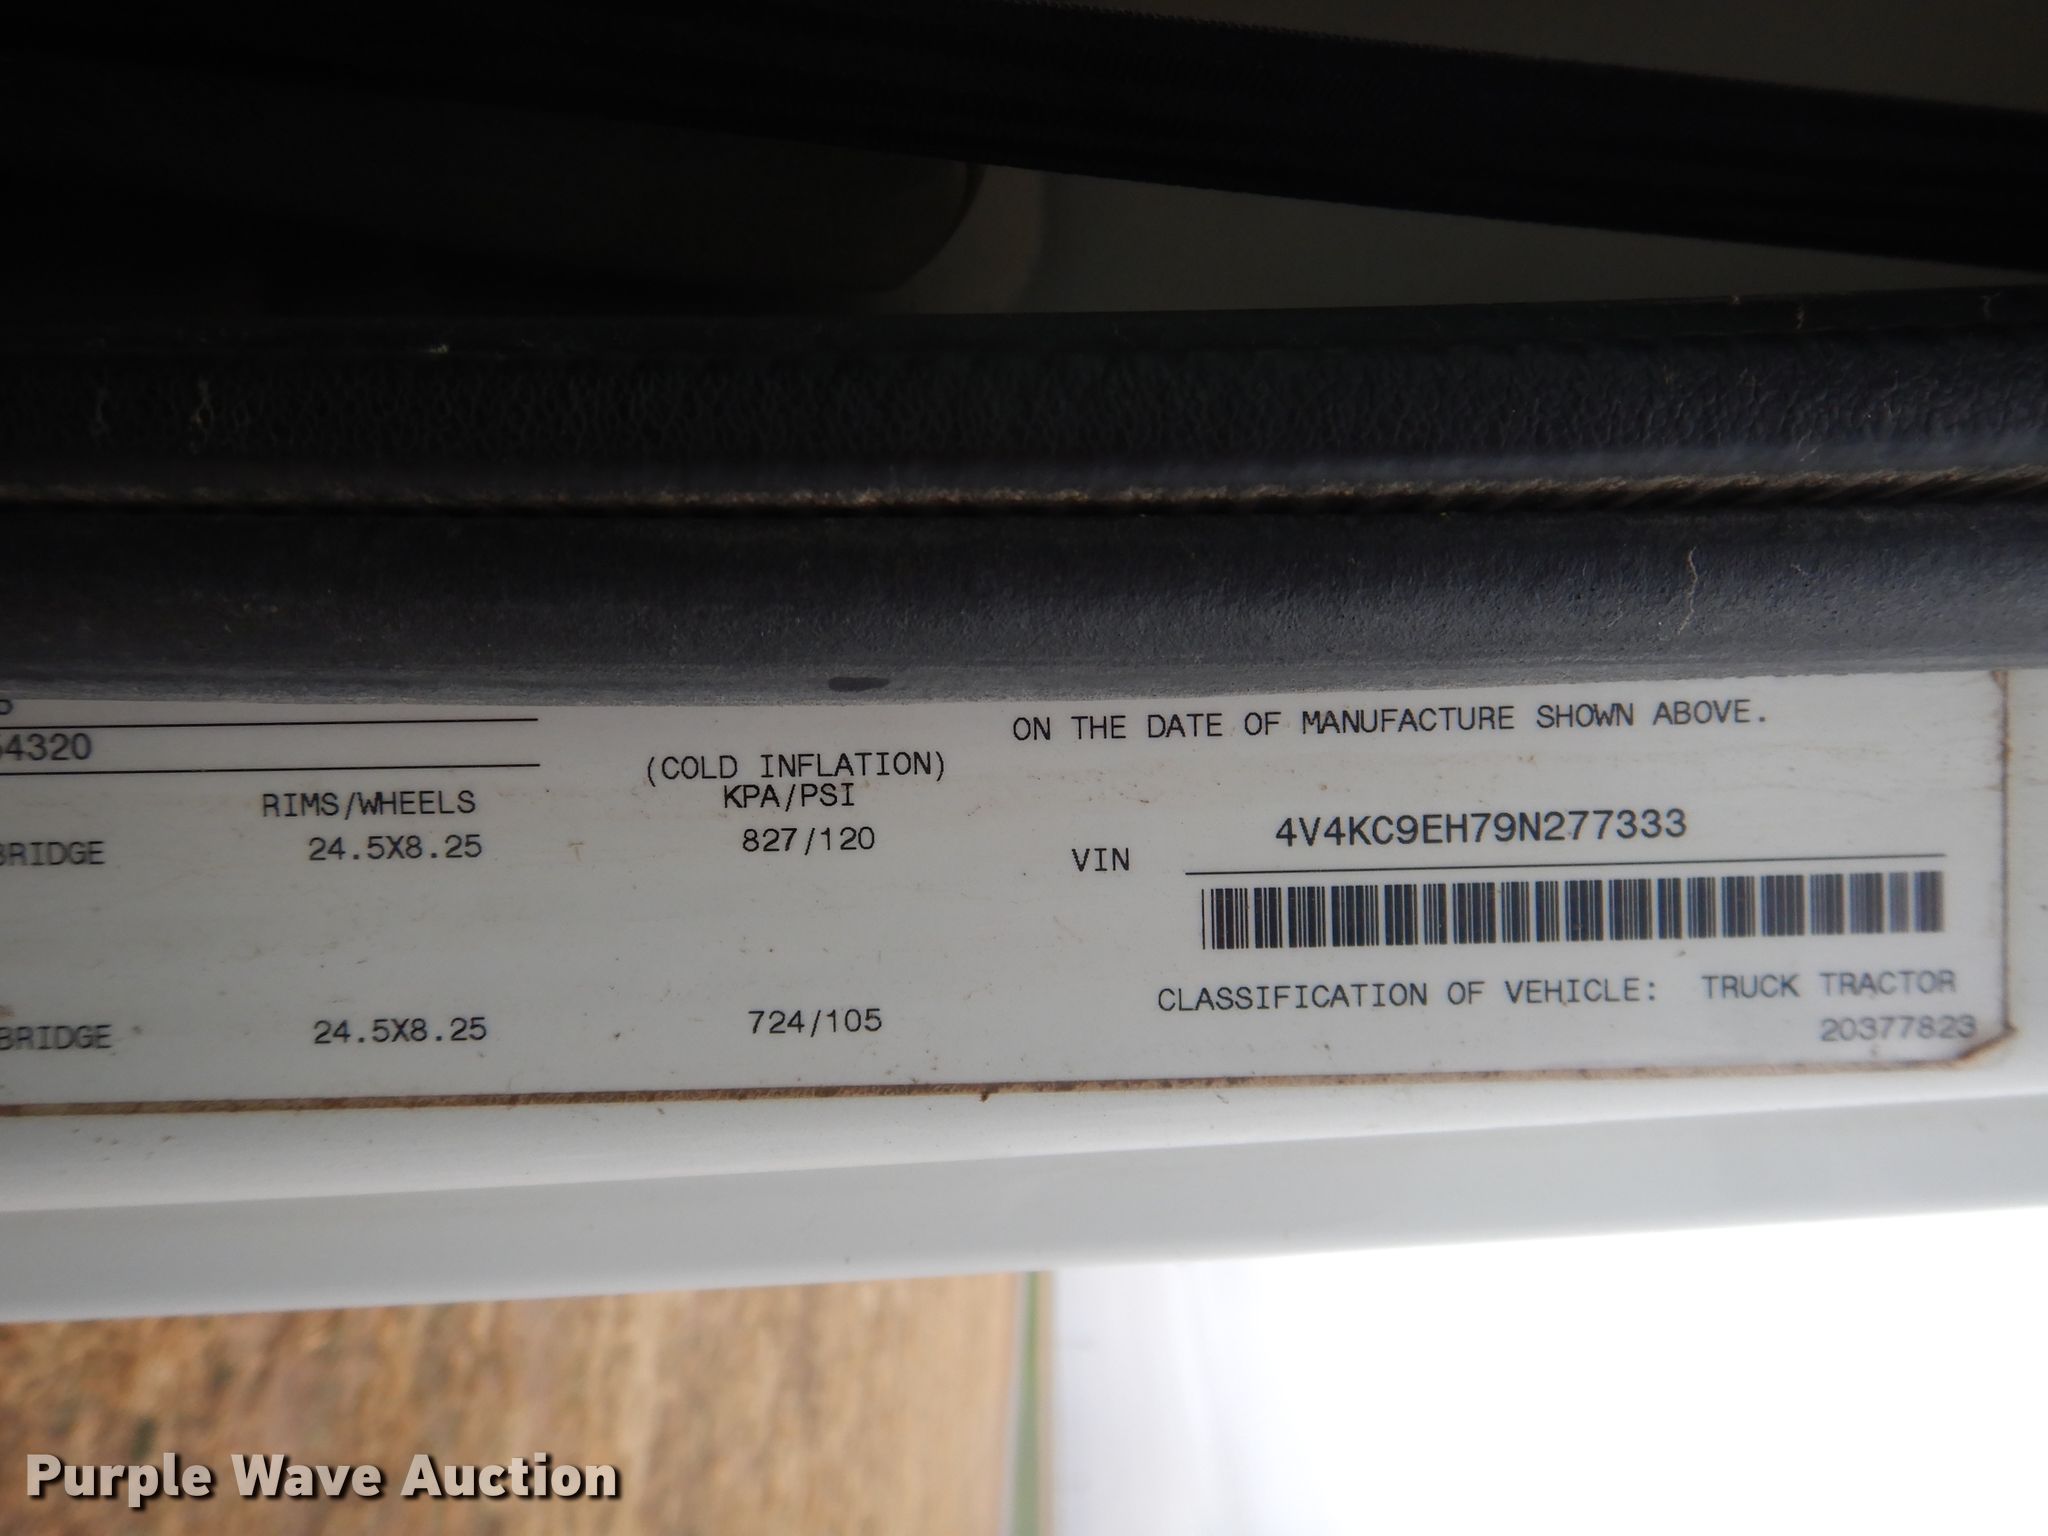 54320
RIMS/WHEELS
(COLD INFLATION)
KPA/PSI
BRIDGE 24.5X8.25 827/120
BRIDGE 24.5X8.25 724/105
ON THE DATE OF MANUFACTURE SHOWN ABOVE.
VIN 4V4KC9EH79N277333
CLASSIFICATION OF VEHICLE: TRUCK TRACTOR
20377823
Purple Wave Auction